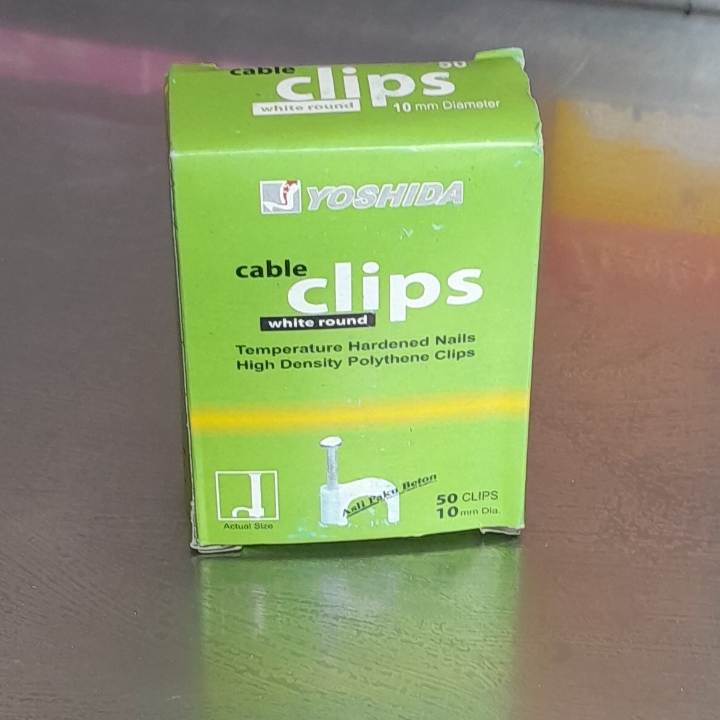 cable
50
clips
white round
10 mm Diameter
YOSHIDA
cable
clips
white round
Temperature Hardened Nails
High Density Polythene Clips
Asli Paku Beton
50 CLIPS
10 mm Dia.
Actual Size